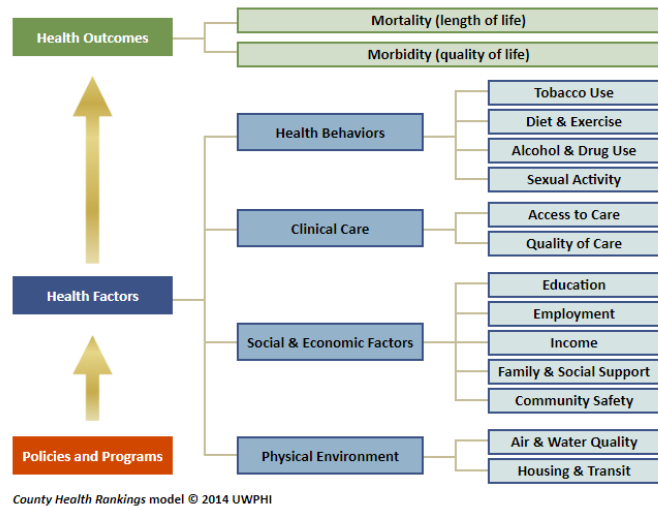 Health Outcomes
Mortality (length of life)
Morbidity (quality of life)
Health Factors
Health Behaviors
Tobacco Use
Diet & Exercise
Alcohol & Drug Use
Sexual Activity
Clinical Care
Access to Care
Quality of Care
Social & Economic Factors
Education
Employment
Income
Family & Social Support
Community Safety
Physical Environment
Air & Water Quality
Housing & Transit
Policies and Programs
County Health Rankings model © 2014 UWPHI